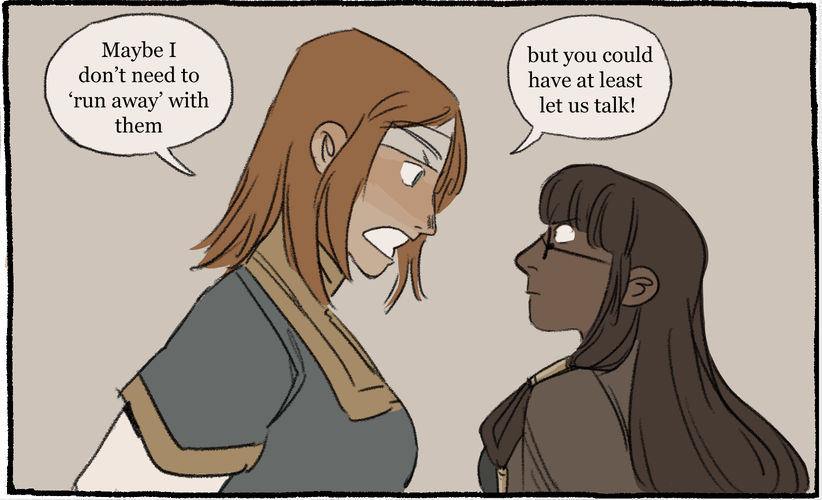 Maybe I
don’t need to
‘run away’ with
them
but you could
have at least
let us talk!